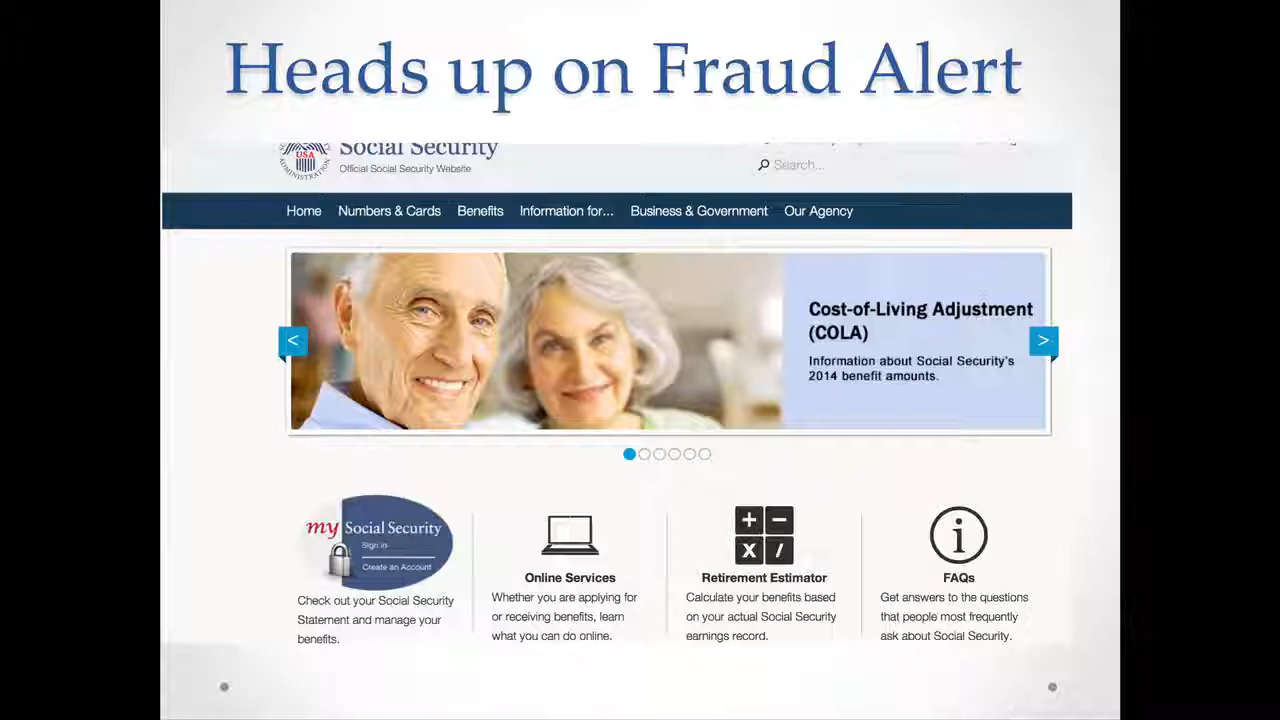 Heads up on Fraud Alert
Social Security
USA
ADMINISTRATION
Official Social Security Website
Search...
Home Numbers & Cards Benefits Information for... Business & Government Our Agency
Cost-of-Living Adjustment
(COLA)
Information about Social Security's
2014 benefit amounts.
< >
my Social Security
Sign in
Create an Account
Check out your Social Security
Statement and manage your
benefits.
Online Services
Whether you are applying for
or receiving benefits, learn
what you can do online.
+ −
x /
Retirement Estimator
Calculate your benefits based
on your actual Social Security
earnings record.
i
FAQs
Get answers to the questions
that people most frequently
ask about Social Security.